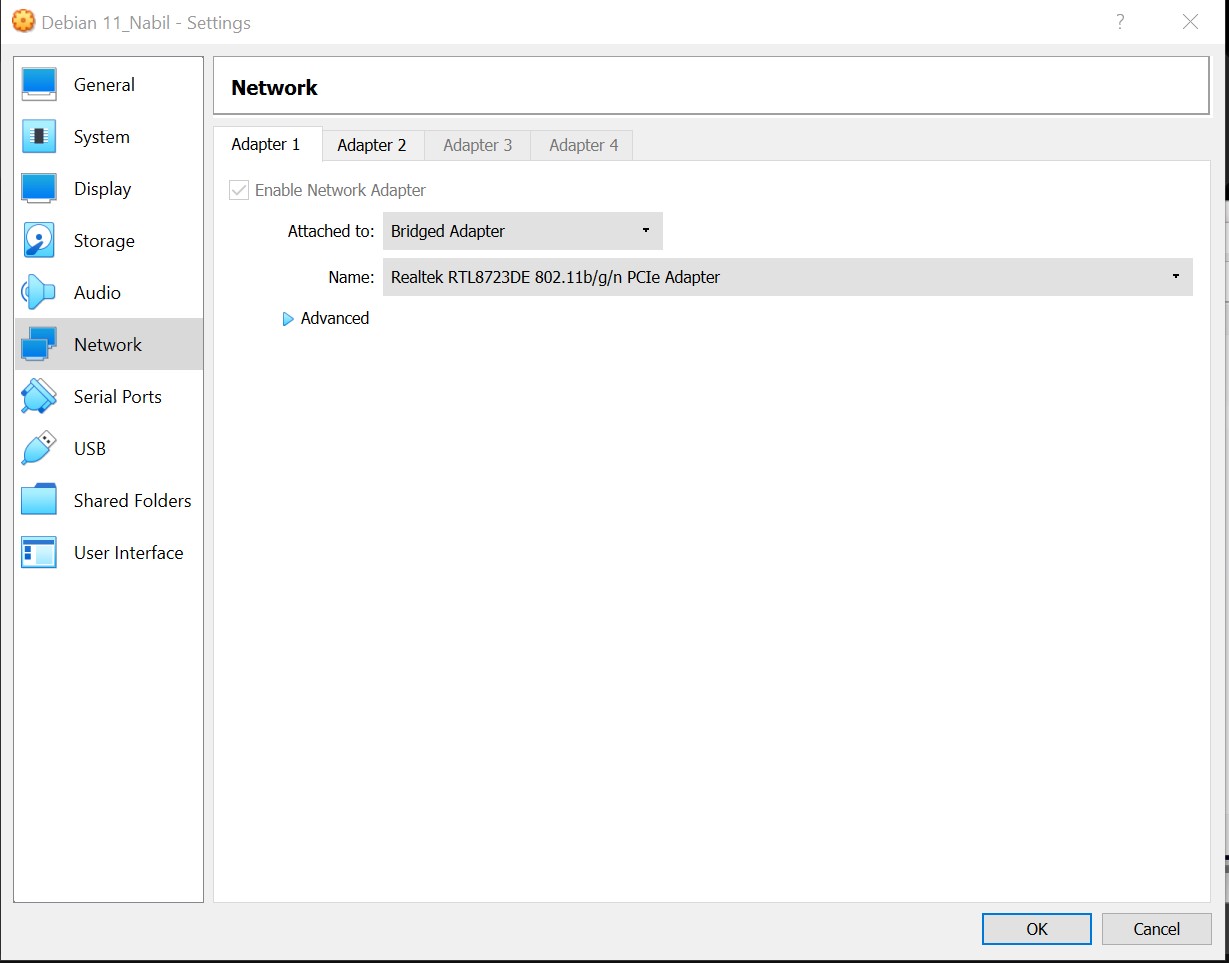 Debian 11_Nabil - Settings
?
General
System
Display
Storage
Audio
Network
Serial Ports
USB
Shared Folders
User Interface
Network
Adapter 1 Adapter 2 Adapter 3 Adapter 4
Enable Network Adapter
Attached to: Bridged Adapter
Name: Realtek RTL8723DE 802.11b/g/n PCIe Adapter
Advanced
OK Cancel